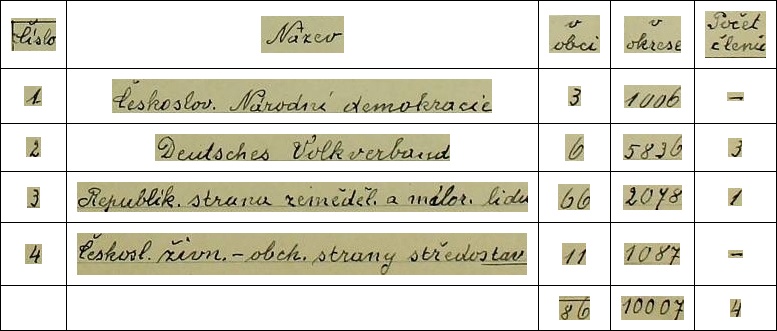 Číslo Název v obci v okrese Počet členů
1 Českoslov. Národní demokracie 3 1006 –
2 Deutsches Volkverband 6 5836 3
3 Republik. strana zeměděl. a málor. lidu 66 2078 1
4 Českosl. živn. – obch. strany středostav 11 1087 –
86 10007 4